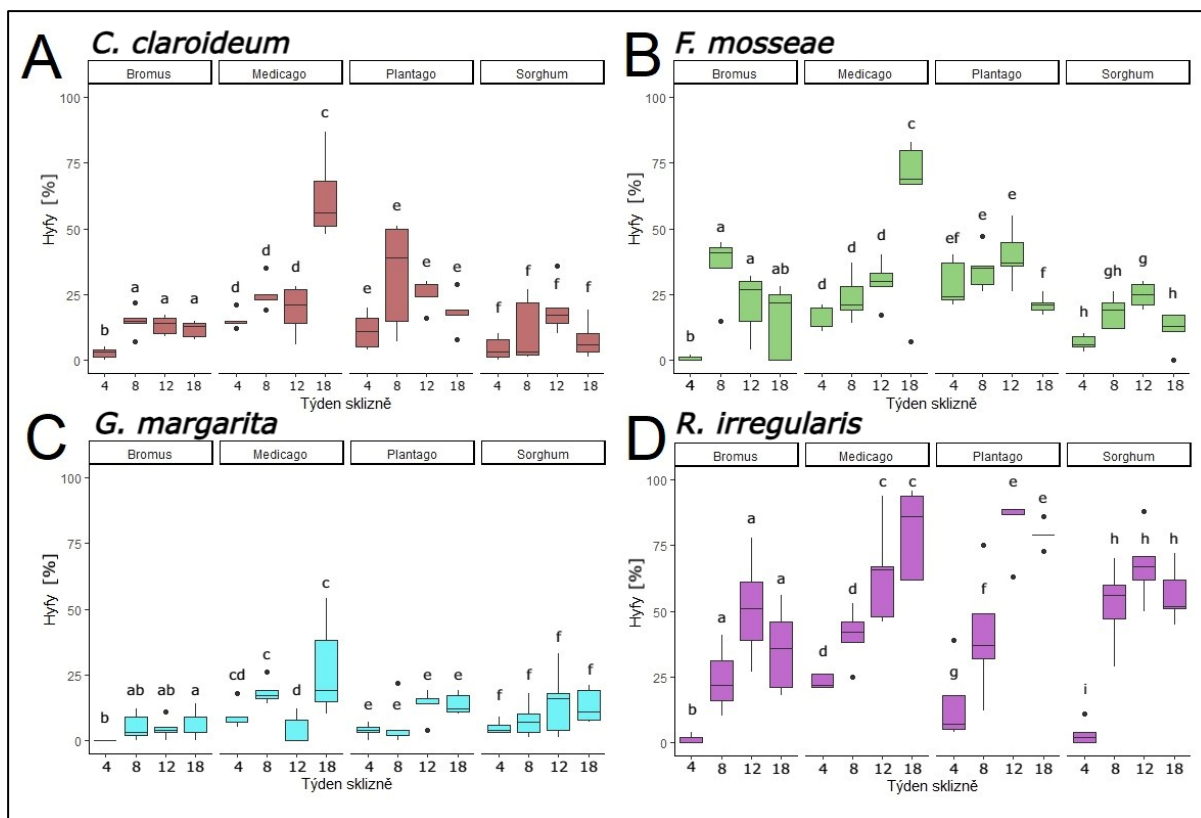 A C. claroideum
Bromus Medicago Plantago Sorghum
100
75
50
25
0
Hyfy [%]
b a a a
d d d c
e e e e
f f f f
4 8 12 18 4 8 12 18 4 8 12 18 4 8 12 18
Týden sklizně
B F. mosseae
Bromus Medicago Plantago Sorghum
100
75
50
25
0
Hyfy [%]
b a a ab
d d d c
ef e e f
h gh g h
4 8 12 18 4 8 12 18 4 8 12 18 4 8 12 18
Týden sklizně
C G. margarita
Bromus Medicago Plantago Sorghum
100
75
50
25
0
Hyfy [%]
b ab ab a
cd c d c
e e e e
f f f f
4 8 12 18 4 8 12 18 4 8 12 18 4 8 12 18
Týden sklizně
D R. irregularis
Bromus Medicago Plantago Sorghum
100
75
50
25
0
Hyfy [%]
b a a a
d d c c
g f e e
i h h h
4 8 12 18 4 8 12 18 4 8 12 18 4 8 12 18
Týden sklizně